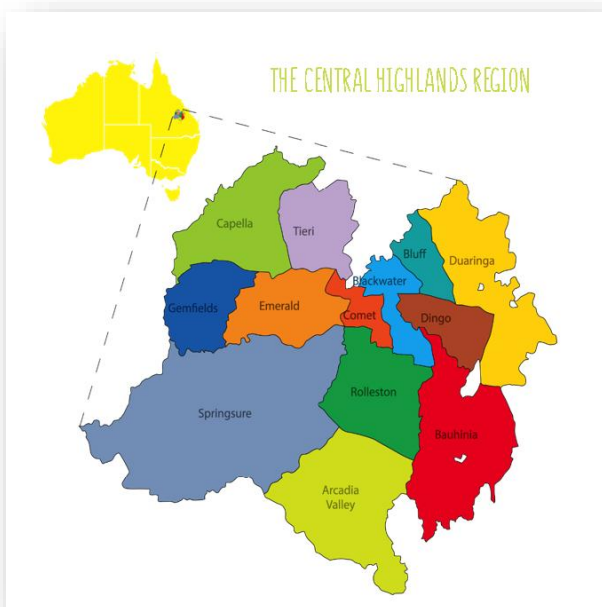 THE CENTRAL HIGHLANDS REGION
Capella
Tieri
Bluff
Duaringa
Blackwater
Gemfields
Emerald
Comet
Dingo
Rolleston
Springsure
Bauhinia
Arcadia
Valley